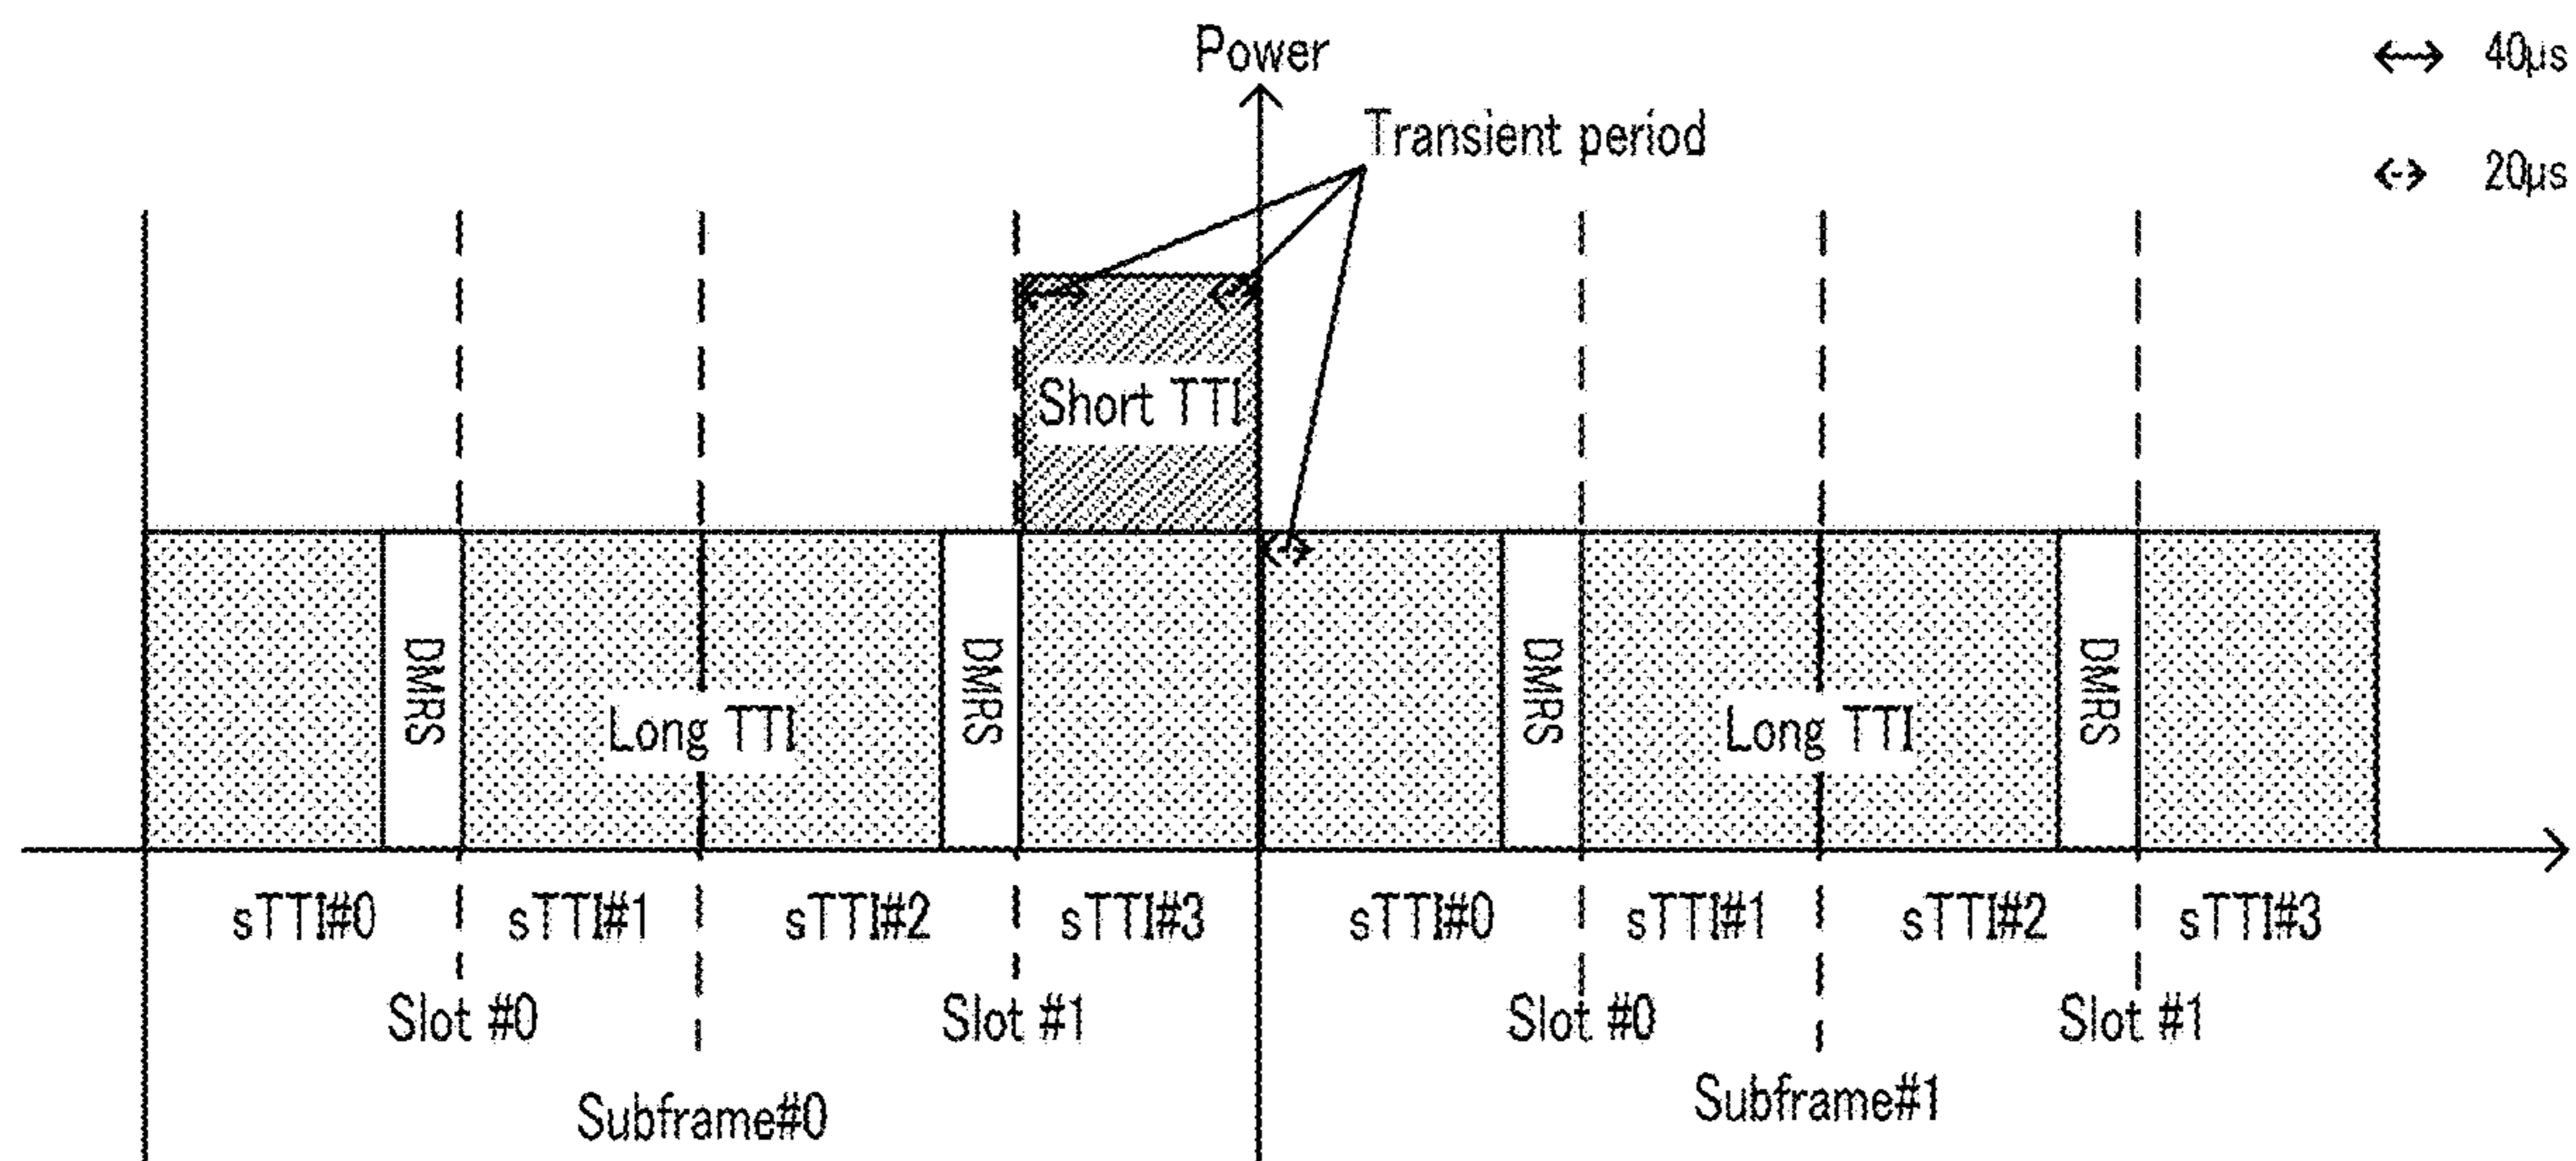 Power
40μs
Transient period
20μs
Short TTI
DMRS
DMRS
DMRS
DMRS
Long TTI
Long TTI
sTTI#0
sTTI#1
sTTI#2
sTTI#3
sTTI#0
sTTI#1
sTTI#2
sTTI#3
Slot #0
Slot #1
Slot #0
Slot #1
Subframe#0
Subframe#1